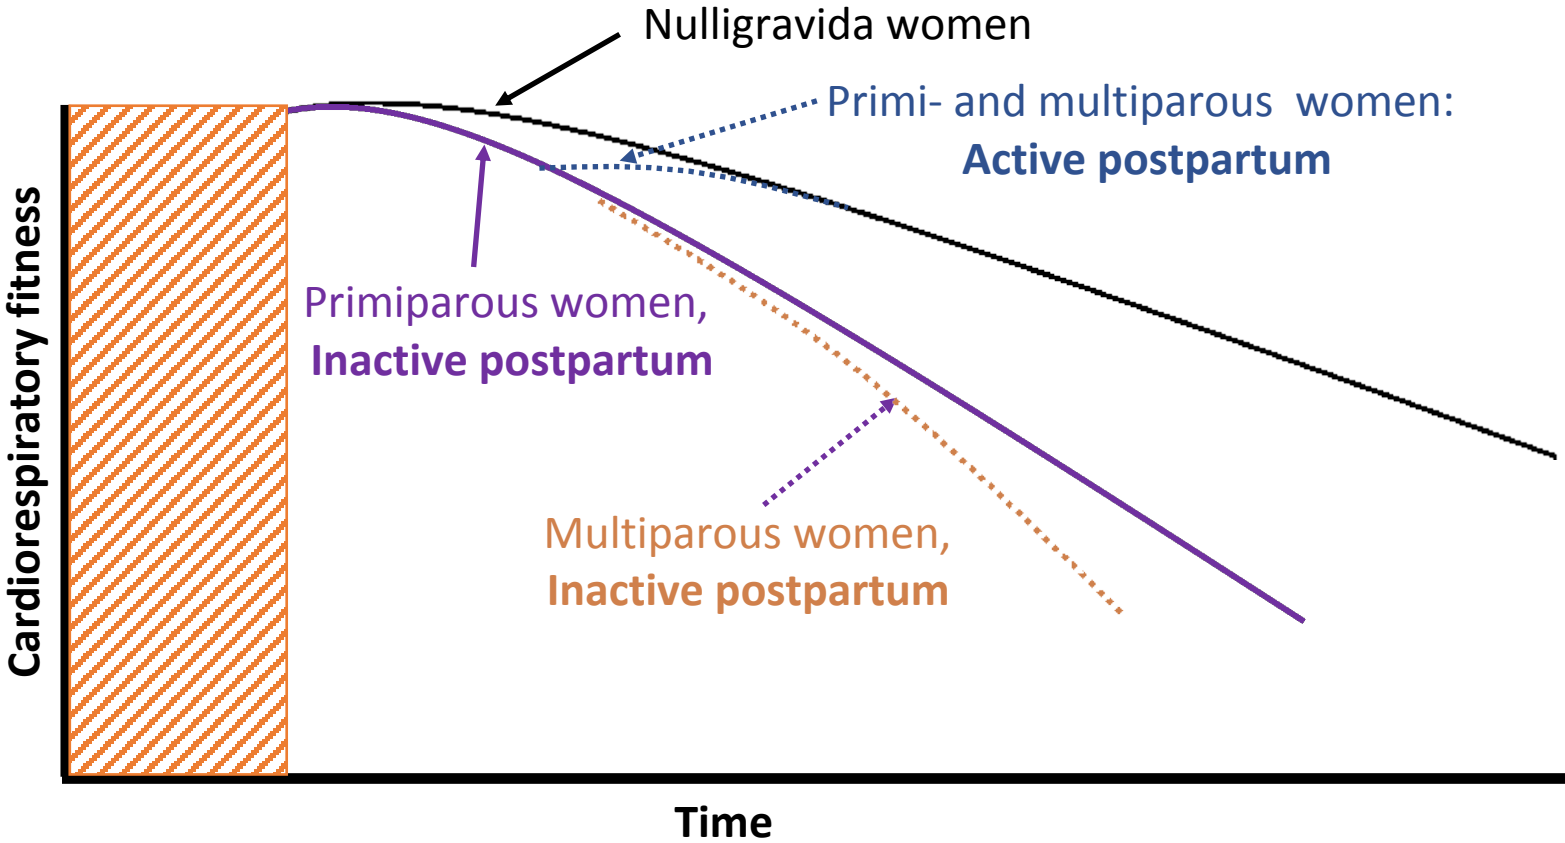 Nulligravida women
Primi- and multiparous  women:
Active postpartum
Cardiorespiratory fitness
Primiparous women,
Inactive postpartum
Multiparous women,
Inactive postpartum
Time